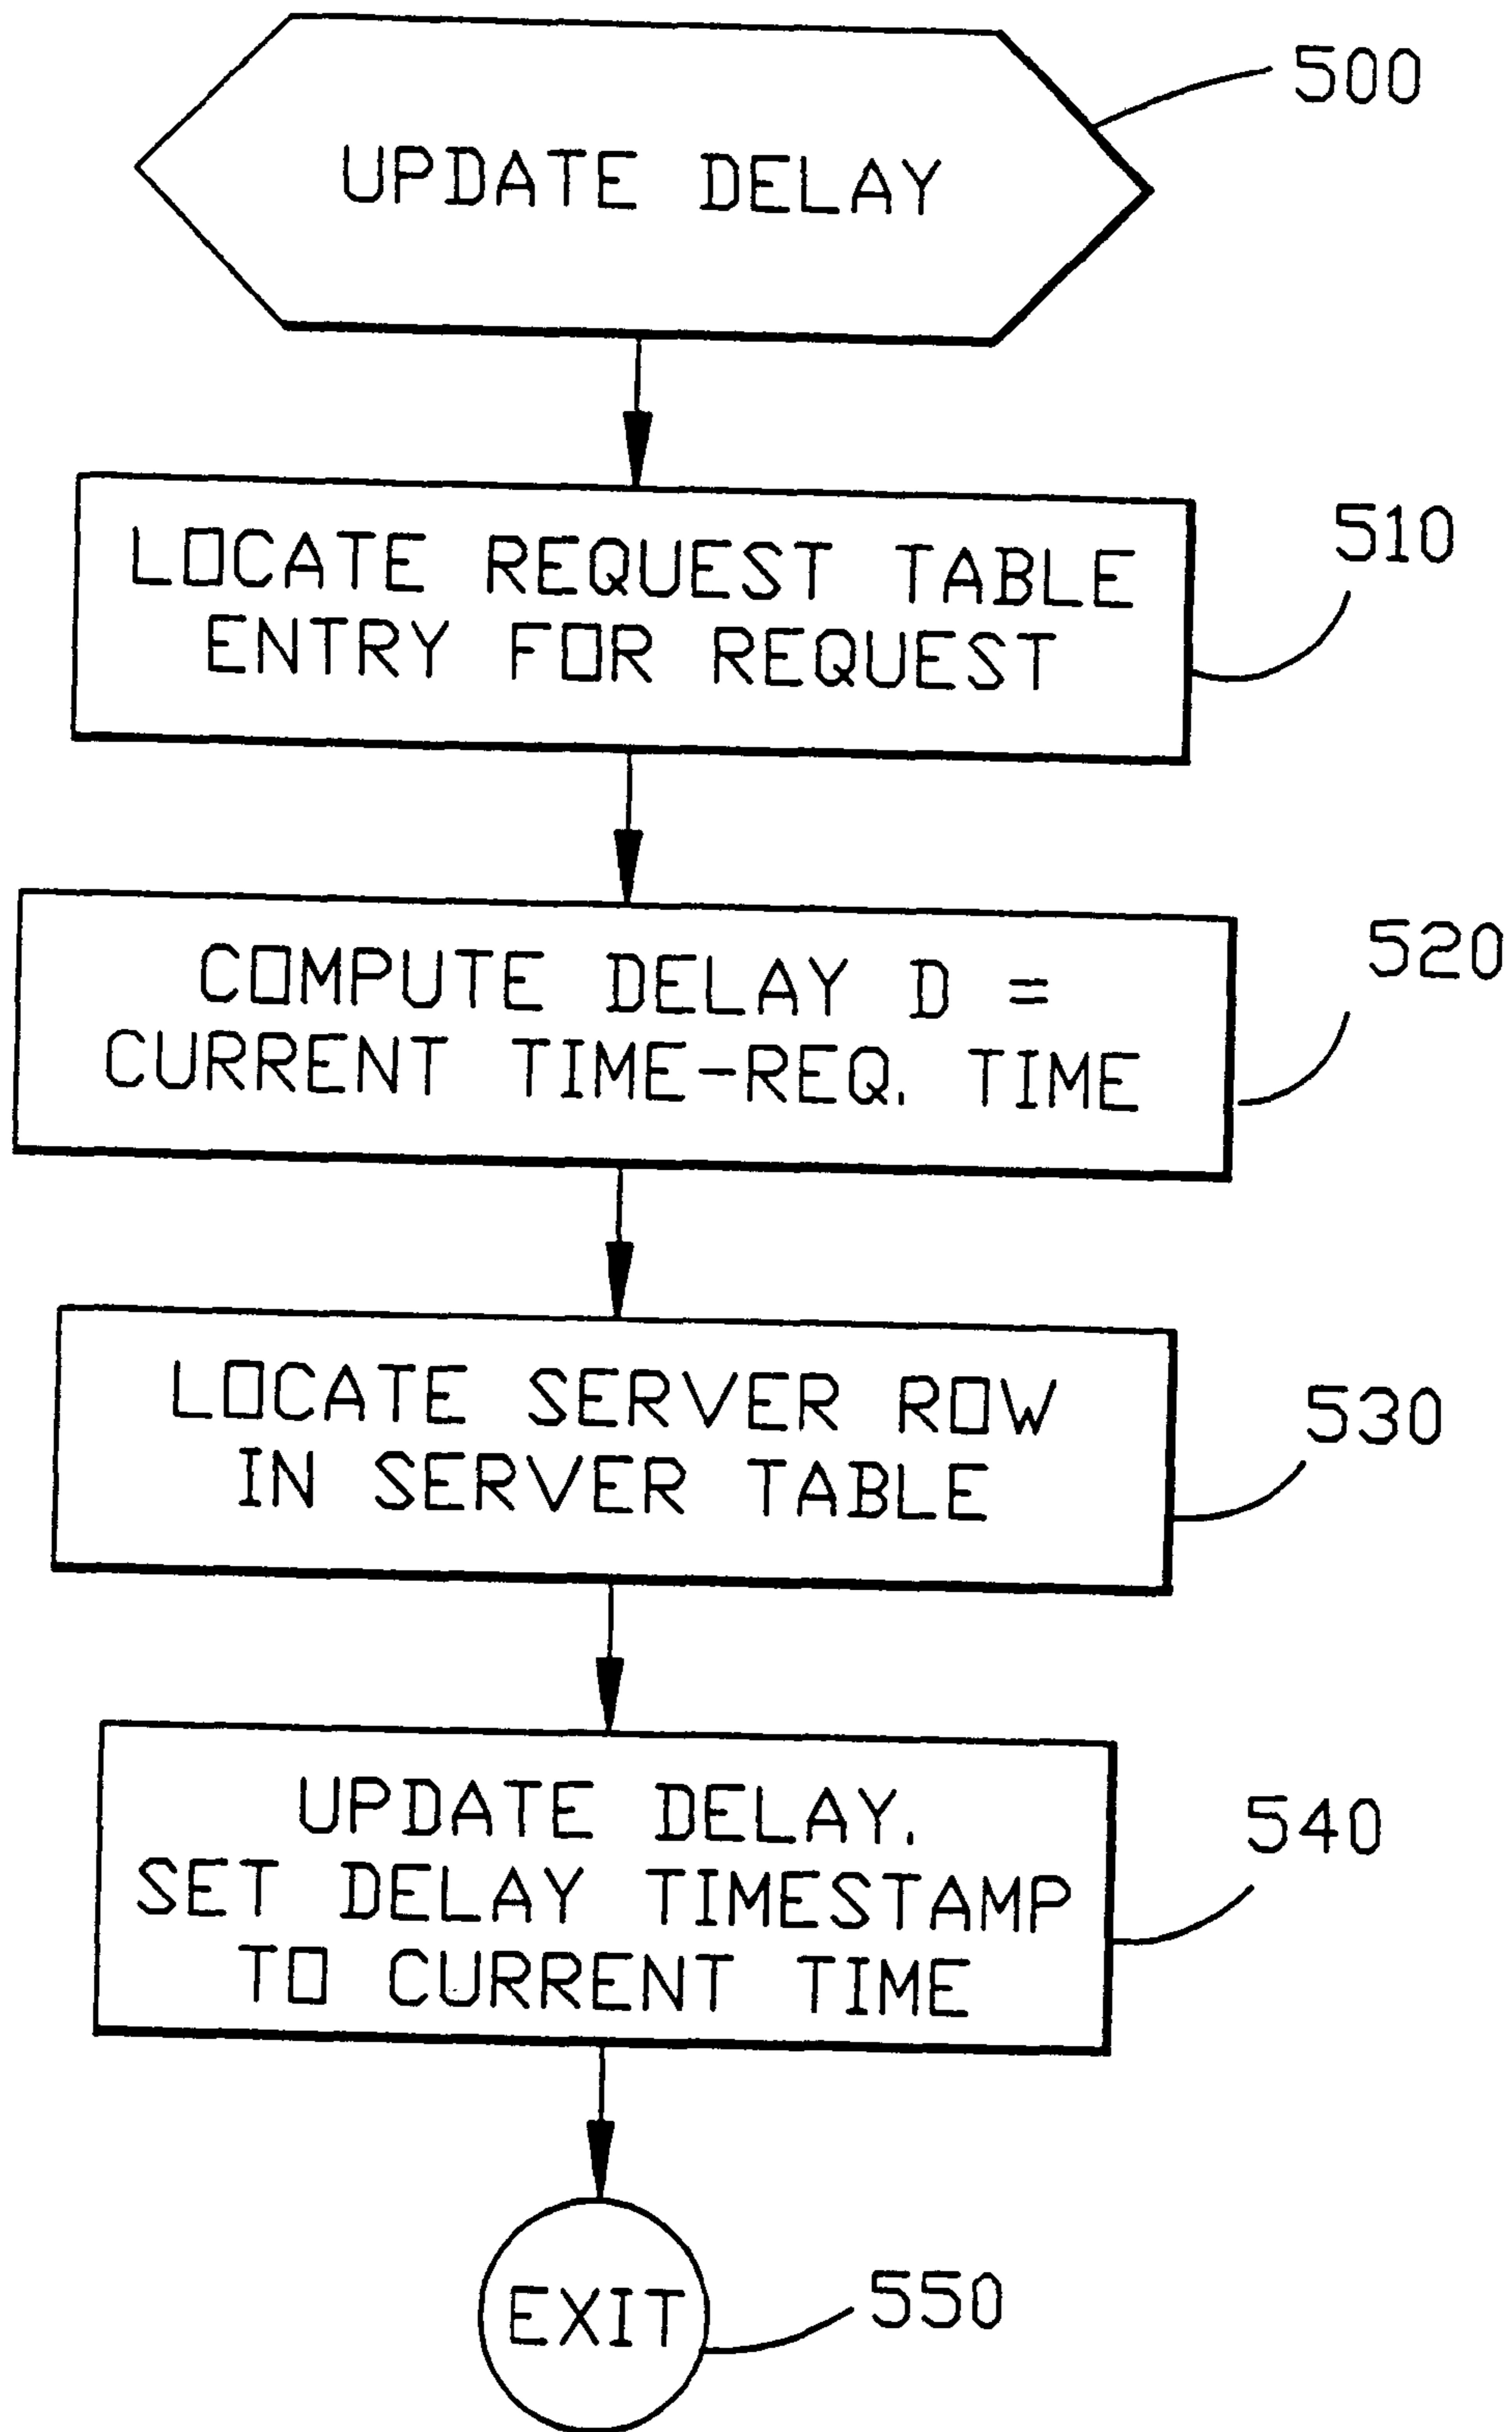 500
UPDATE DELAY
510
LOCATE REQUEST TABLE
ENTRY FOR REQUEST
520
COMPUTE DELAY D =
CURRENT TIME-REQ. TIME
530
LOCATE SERVER ROW
IN SERVER TABLE
540
UPDATE DELAY.
SET DELAY TIMESTAMP
TO CURRENT TIME
EXIT
550